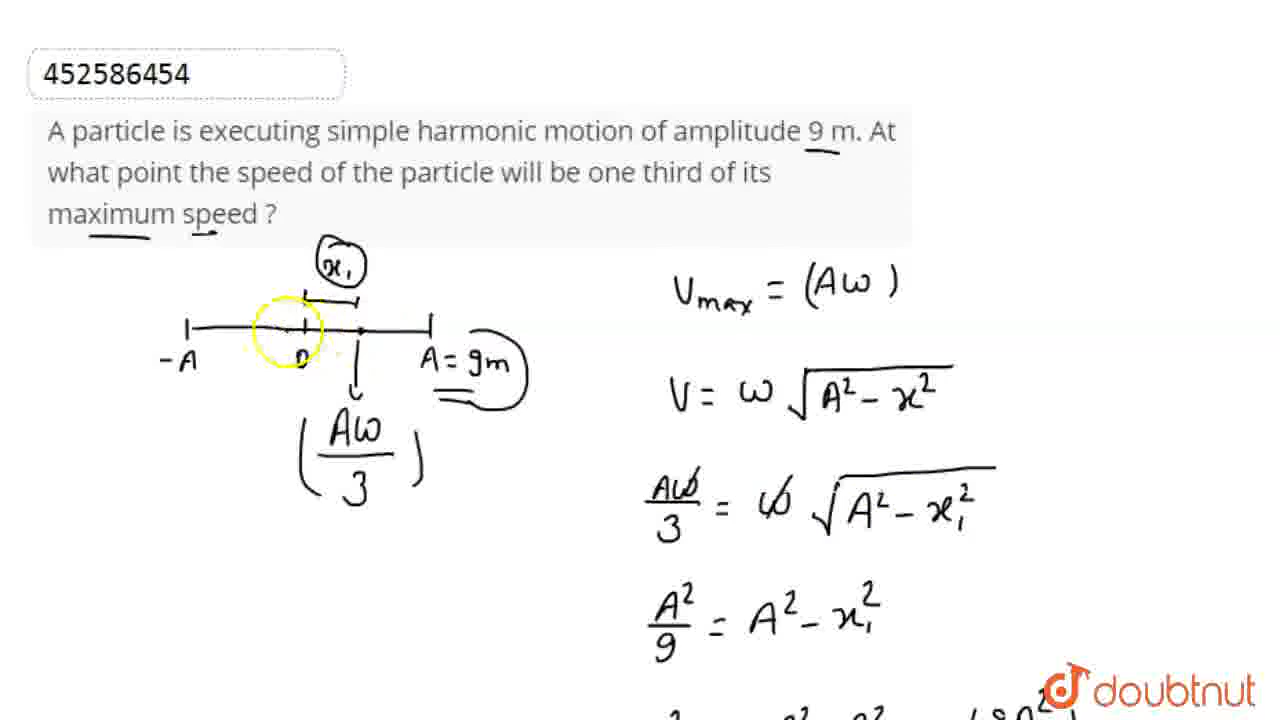 452586454
A particle is executing simple harmonic motion of amplitude 9 m. At
what point the speed of the particle will be one third of its
maximum speed ?
x₁
-A 0 A = 9m
(Aω/3)
Vmax = (Aω)
V = ω √(A² - x²)
Aω/3 = ω √(A² - x₁²)
A²/9 = A² - x₁²
doubtnut